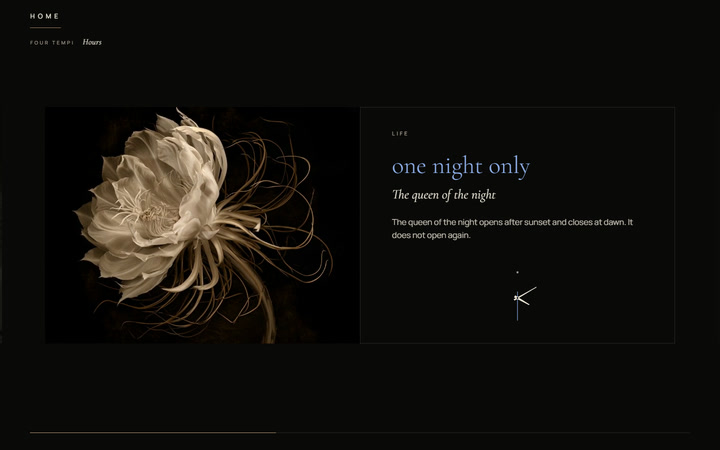 HOME
FOUR TEMPI Hours
LIFE
one night only
The queen of the night
The queen of the night opens after sunset and closes at dawn. It
does not open again.